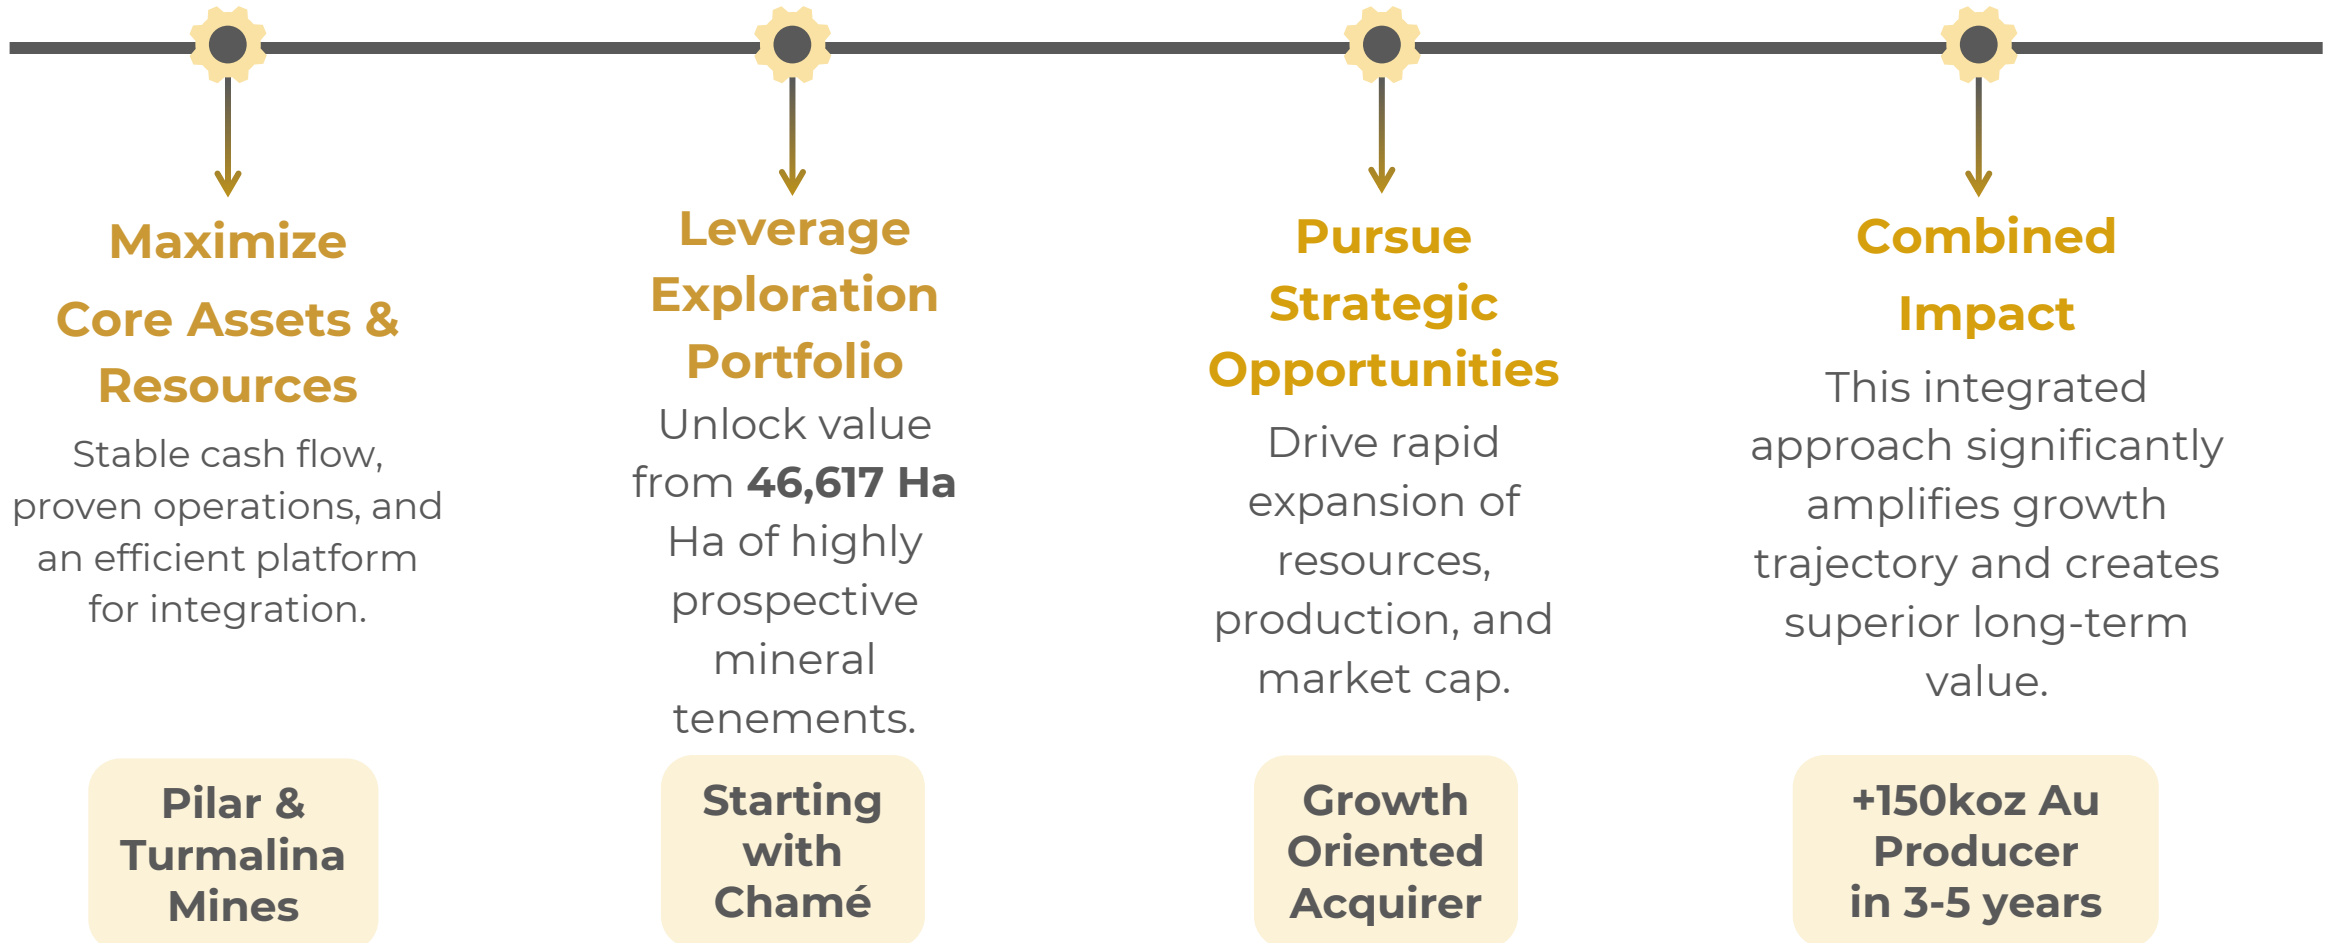 Maximize
Core Assets &
Resources
Stable cash flow,
proven operations, and
an efficient platform
for integration.
Pilar &
Turmalina
Mines
Leverage
Exploration
Portfolio
Unlock value
from 46,617 Ha
Ha of highly
prospective
mineral
tenements.
Starting
with
Chamé
Pursue
Strategic
Opportunities
Drive rapid
expansion of
resources,
production, and
market cap.
Growth
Oriented
Acquirer
Combined
Impact
This integrated
approach significantly
amplifies growth
trajectory and creates
superior long-term
value.
+150koz Au
Producer
in 3-5 years